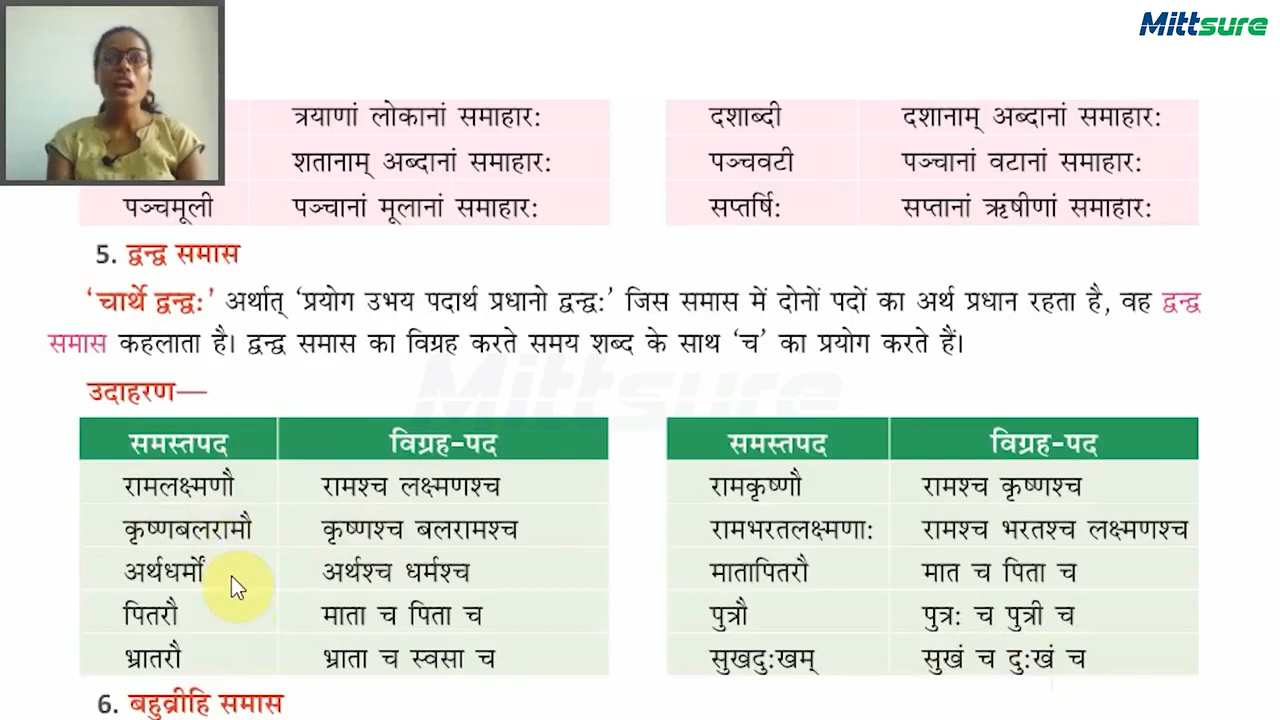 Mittsure
त्रयाणां लोकानां समाहार: दशाब्दी दशानाम् अब्दानां समाहार:
शतानाम् अब्दानां समाहार: पञ्चवटी पञ्चानां वटानां समाहार:
पञ्चमूली पञ्चानां मूलानां समाहार: सप्तर्षि: सप्तानां ऋषीणां समाहार:
5. द्वन्द्व समास
‘चार्थे द्वन्द्व:’ अर्थात् ‘प्रयोग उभय पदार्थ प्रधानो द्वन्द्व:’ जिस समास में दोनों पदों का अर्थ प्रधान रहता है, वह द्वन्द्व
समास कहलाता है। द्वन्द्व समास का विग्रह करते समय शब्द के साथ ‘च’ का प्रयोग करते हैं।
Mittsure
उदाहरण—
समस्तपद विग्रह-पद समस्तपद विग्रह-पद
रामलक्ष्मणौ रामश्च लक्ष्मणश्च रामकृष्णौ रामश्च कृष्णश्च
कृष्णबलरामौ कृष्णश्च बलरामश्च रामभरतलक्ष्मणा: रामश्च भरतश्च लक्ष्मणश्च
अर्थधर्मों अर्थश्च धर्मश्च मातापितरौ मात च पिता च
पितरौ माता च पिता च पुत्रौ पुत्र: च पुत्री च
भ्रातरौ भ्राता च स्वसा च सुखदु:खम् सुखं च दु:खं च
6. बहुव्रीहि समास